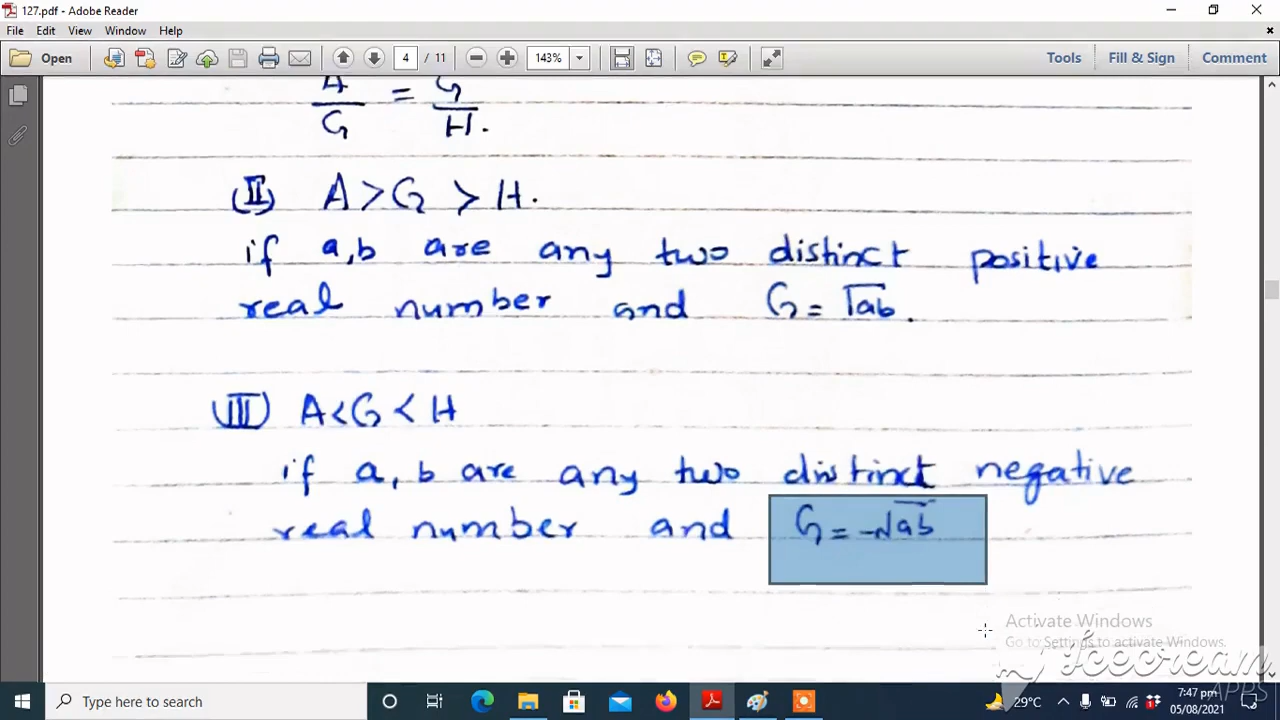 127.pdf - Adobe Reader
File Edit View Window Help
Open 4 / 11 143% Tools Fill & Sign Comment
A/G = G/H.
(II) A > G > H.
if a,b are any two distinct positive
real number and G = √ab.
(III) A < G < H
if a, b are any two distinct negative
real number and G = -√ab
Activate Windows
Go to Settings to activate Windows.
Icecream
APPS
Type here to search 29°C 7:47 pm
05/08/2021